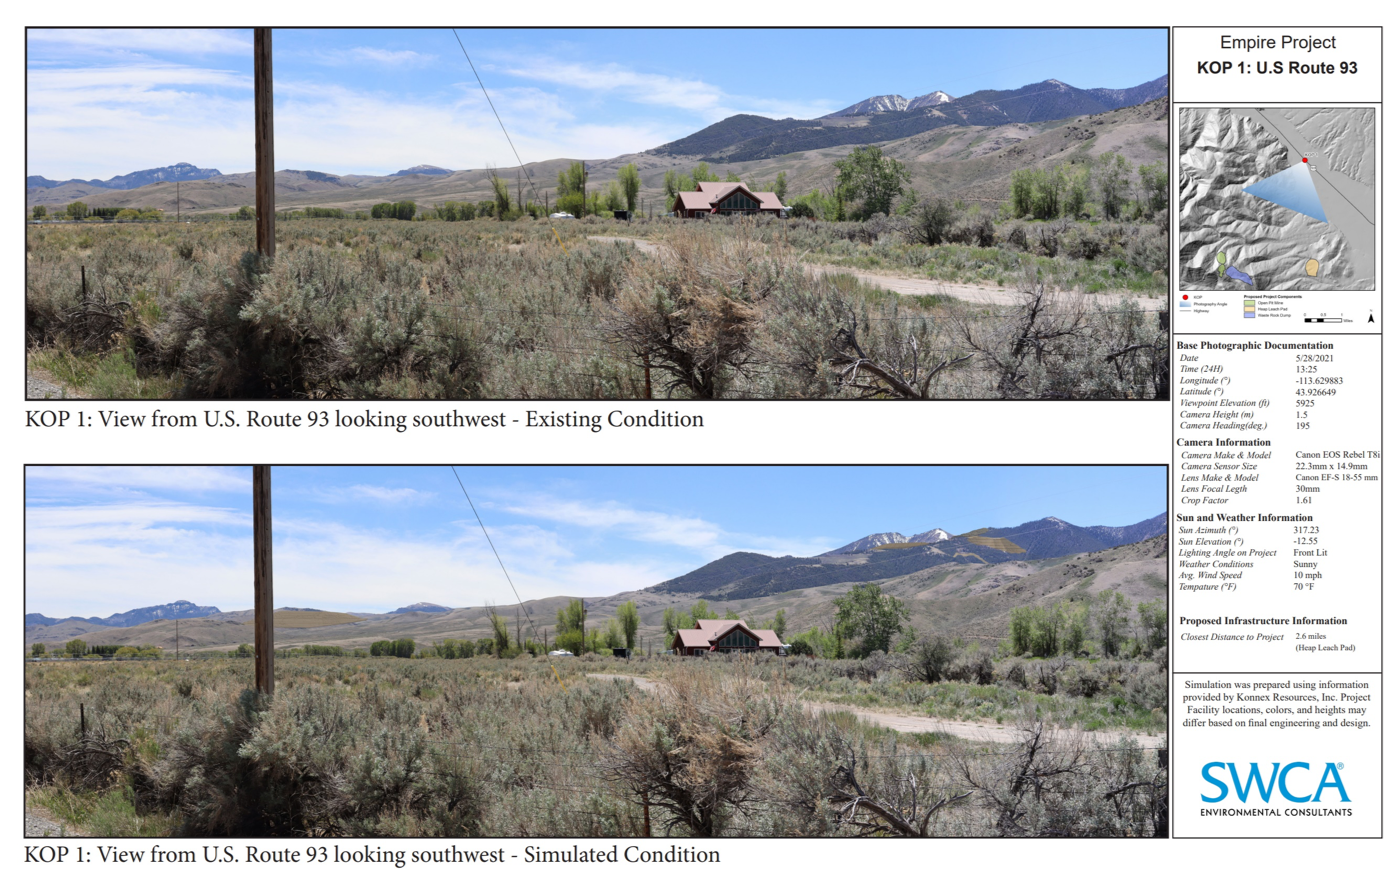 Empire Project
KOP 1: U.S Route 93
KOP
Photography Angle
Highway
Proposed Project Components
Open Pit Mine
Heap Leach Pad
Waste Rock Dump
0 0.5 1
Miles
N
Base Photographic Documentation
Date 5/28/2021
Time (24H) 13:25
Longitude (°) -113.629883
Latitude (°) 43.926649
Viewpoint Elevation (ft) 5925
Camera Height (m) 1.5
Camera Heading(deg.) 195
Camera Information
Camera Make & Model Canon EOS Rebel T8i
Camera Sensor Size 22.3mm x 14.9mm
Lens Make & Model Canon EF-S 18-55 mm
Lens Focal Legth 30mm
Crop Factor 1.61
Sun and Weather Information
Sun Azimuth (°) 317.23
Sun Elevation (°) -12.55
Lighting Angle on Project Front Lit
Weather Conditions Sunny
Avg. Wind Speed 10 mph
Tempature (°F) 70 °F
Proposed Infrastructure Information
Closest Distance to Project 2.6 miles
(Heap Leach Pad)
Simulation was prepared using information
provided by Konnex Resources, Inc. Project
Facility locations, colors, and heights may
differ based on final engineering and design.
SWCA®
ENVIRONMENTAL CONSULTANTS
KOP 1: View from U.S. Route 93 looking southwest - Existing Condition
KOP 1: View from U.S. Route 93 looking southwest - Simulated Condition